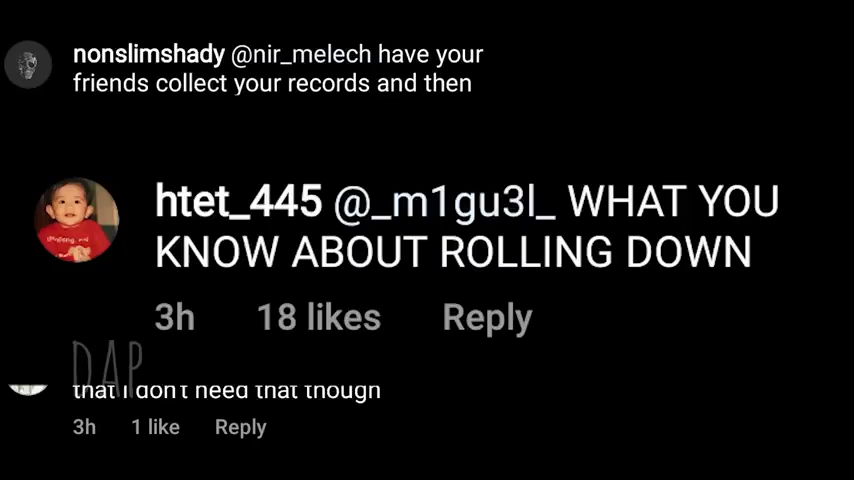 nonslimshady @nir_melech have your
friends collect your records and then
htet_445 @_m1gu3l_ WHAT YOU
KNOW ABOUT ROLLING DOWN
3h 18 likes Reply
DAP
that i don't need that though
3h 1 like Reply